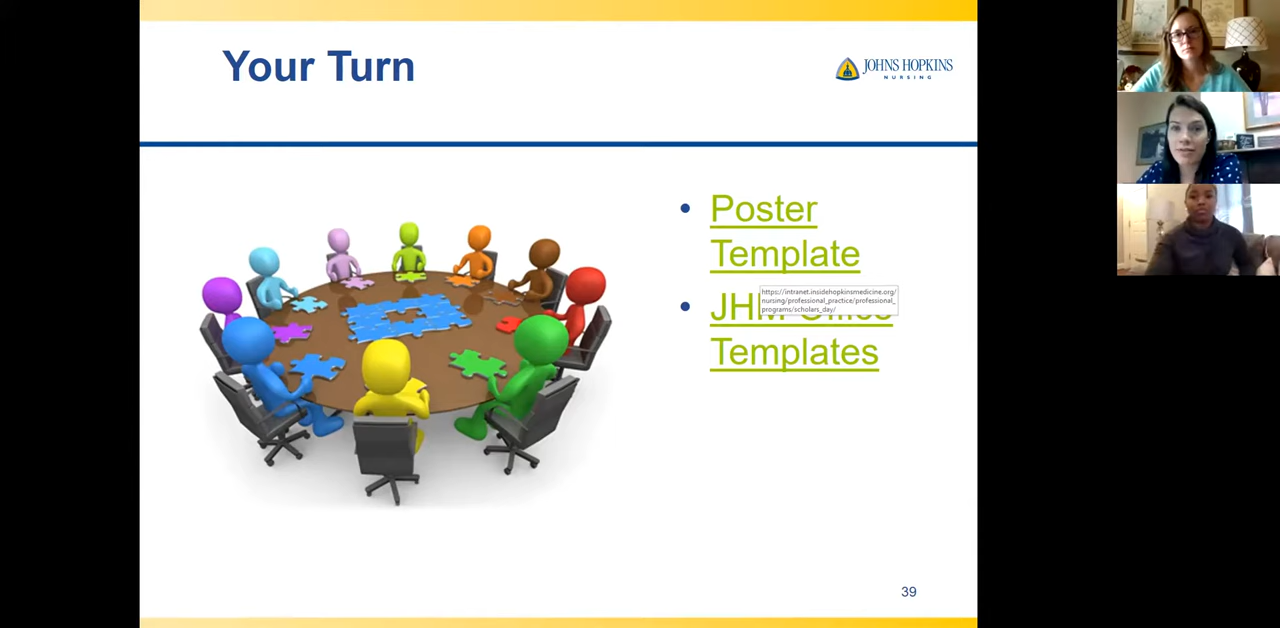 Your Turn
JOHNS HOPKINS
NURSING
• Poster
Template
https://intranet.insidehopkinsmedicine.org/
nursing/professional_practice/professional_
programs/scholars_day/
• JHM Office
Templates
39